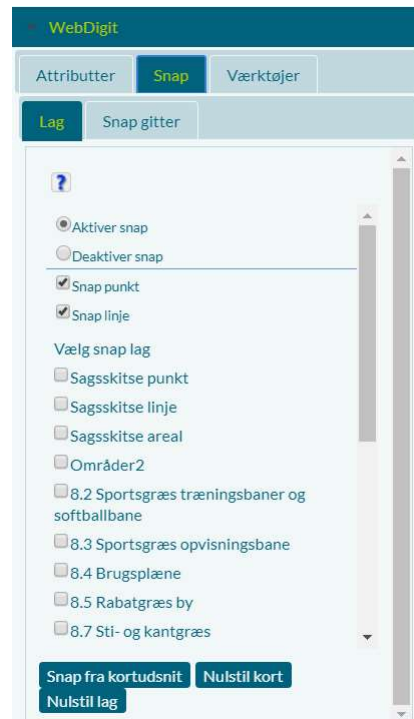 WebDigit
Attributter Snap Værktøjer
Lag Snap gitter
?
Aktiver snap
Deaktiver snap
Snap punkt
Snap linje
Vælg snap lag
Sagsskitse punkt
Sagsskitse linje
Sagsskitse areal
Områder2
8.2 Sportsgræs træningsbaner og
softballbane
8.3 Sportsgræs opvisningsbane
8.4 Brugsplæne
8.5 Rabatgræs by
8.7 Sti- og kantgræs
Snap fra kortudsnit Nulstil kort
Nulstil lag